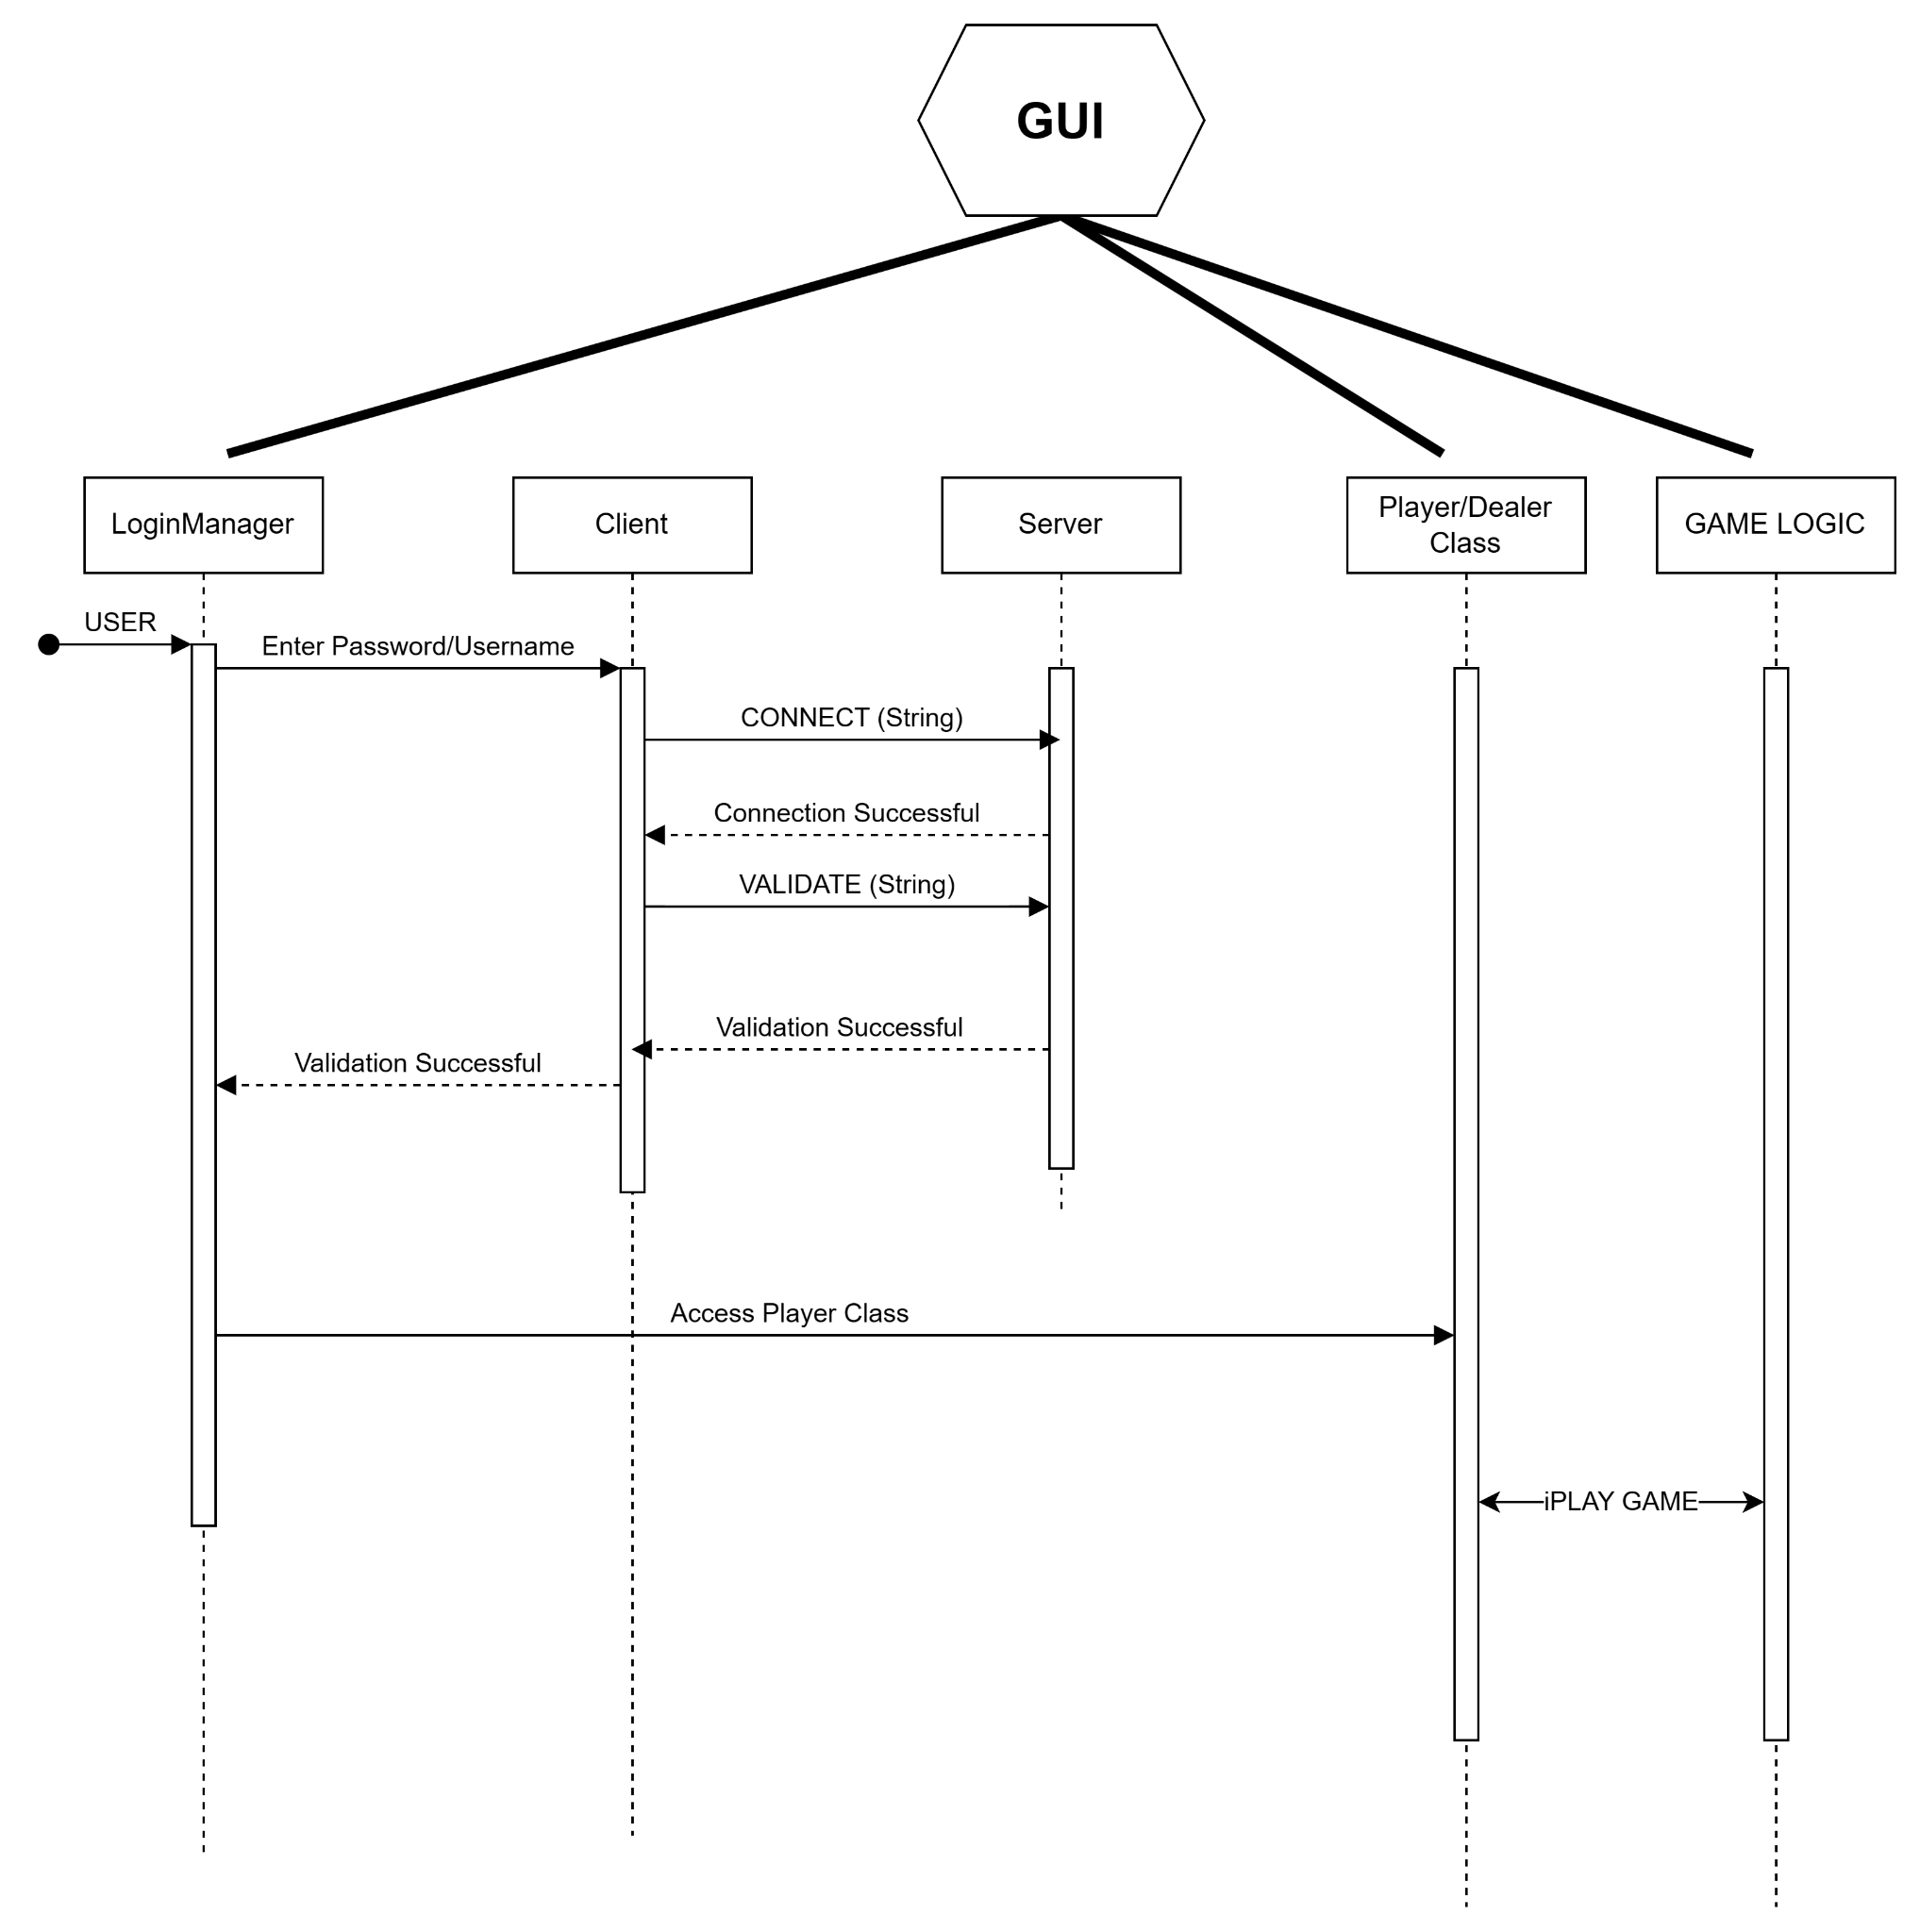 GUI
LoginManager
Client
Server
Player/Dealer
Class
GAME LOGIC
USER
Enter Password/Username
CONNECT (String)
Connection Successful
VALIDATE (String)
Validation Successful
Validation Successful
Access Player Class
iPLAY GAME